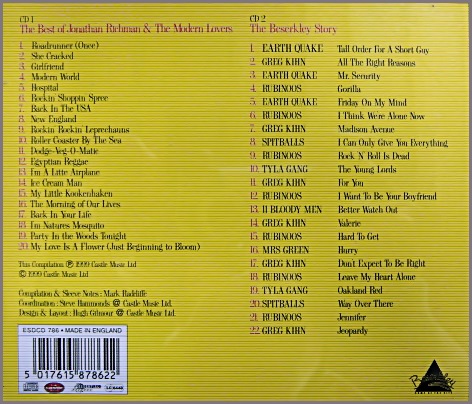 CD 1
The Best of Jonathan Richman & The Modern Lovers
1. Roadrunner (Once)
2. She Cracked
3. Girlfriend
4. Modern World
5. Hospital
6. Rockin Shoppin Spree
7. Back In The USA
8. New England
9. Rockin Rockin Leprechauns
10. Roller Coaster By The Sea
11. Dodge-Veg-O-Matic
12. Egyptian Reggae
13. I'm A Little Airplane
14. Ice Cream Man
15. My Little Kookenhaken
16. The Morning of Our Lives
17. Back In Your Life
18. I'm Natures Mosquito
19. Party In the Woods Tonight
20. My Love Is A Flower (Just Beginning to Bloom)
This Compilation ℗ 1999 Castle Music Ltd
© 1999 Castle Music Ltd
Compilation & Sleeve Notes : Mark Radcliffe
Coordination : Steve Hammonds @ Castle Music Ltd.
Design & Layout : Hugh Gilmour @ Castle Music Ltd.
ESDCD 786 • MADE IN ENGLAND
5 017615 878622
CD 2
The Beserkley Story
1. EARTH QUAKE Tall Order For A Short Guy
2. GREG KIHN All The Right Reasons
3. EARTH QUAKE Mr. Security
4. RUBINOOS Gorilla
5. EARTH QUAKE Friday On My Mind
6. RUBINOOS I Think We're Alone Now
7. GREG KIHN Madison Avenue
8. SPITBALLS I Can Only Give You Everything
9. RUBINOOS Rock 'N' Roll Is Dead
10. TYLA GANG The Young Lords
11. GREG KIHN For You
12. RUBINOOS I Want To Be Your Boyfriend
13. II BLOODY MEN Better Watch Out
14. GREG KIHN Valerie
15. RUBINOOS Hard To Get
16. MRS GREEN Hurry
17. GREG KIHN Don't Expect To Be Right
18. RUBINOOS Leave My Heart Alone
19. TYLA GANG Oakland Red
20. SPITBALLS Way Over There
21. RUBINOOS Jennifer
22. GREG KIHN Jeopardy
Beserkley